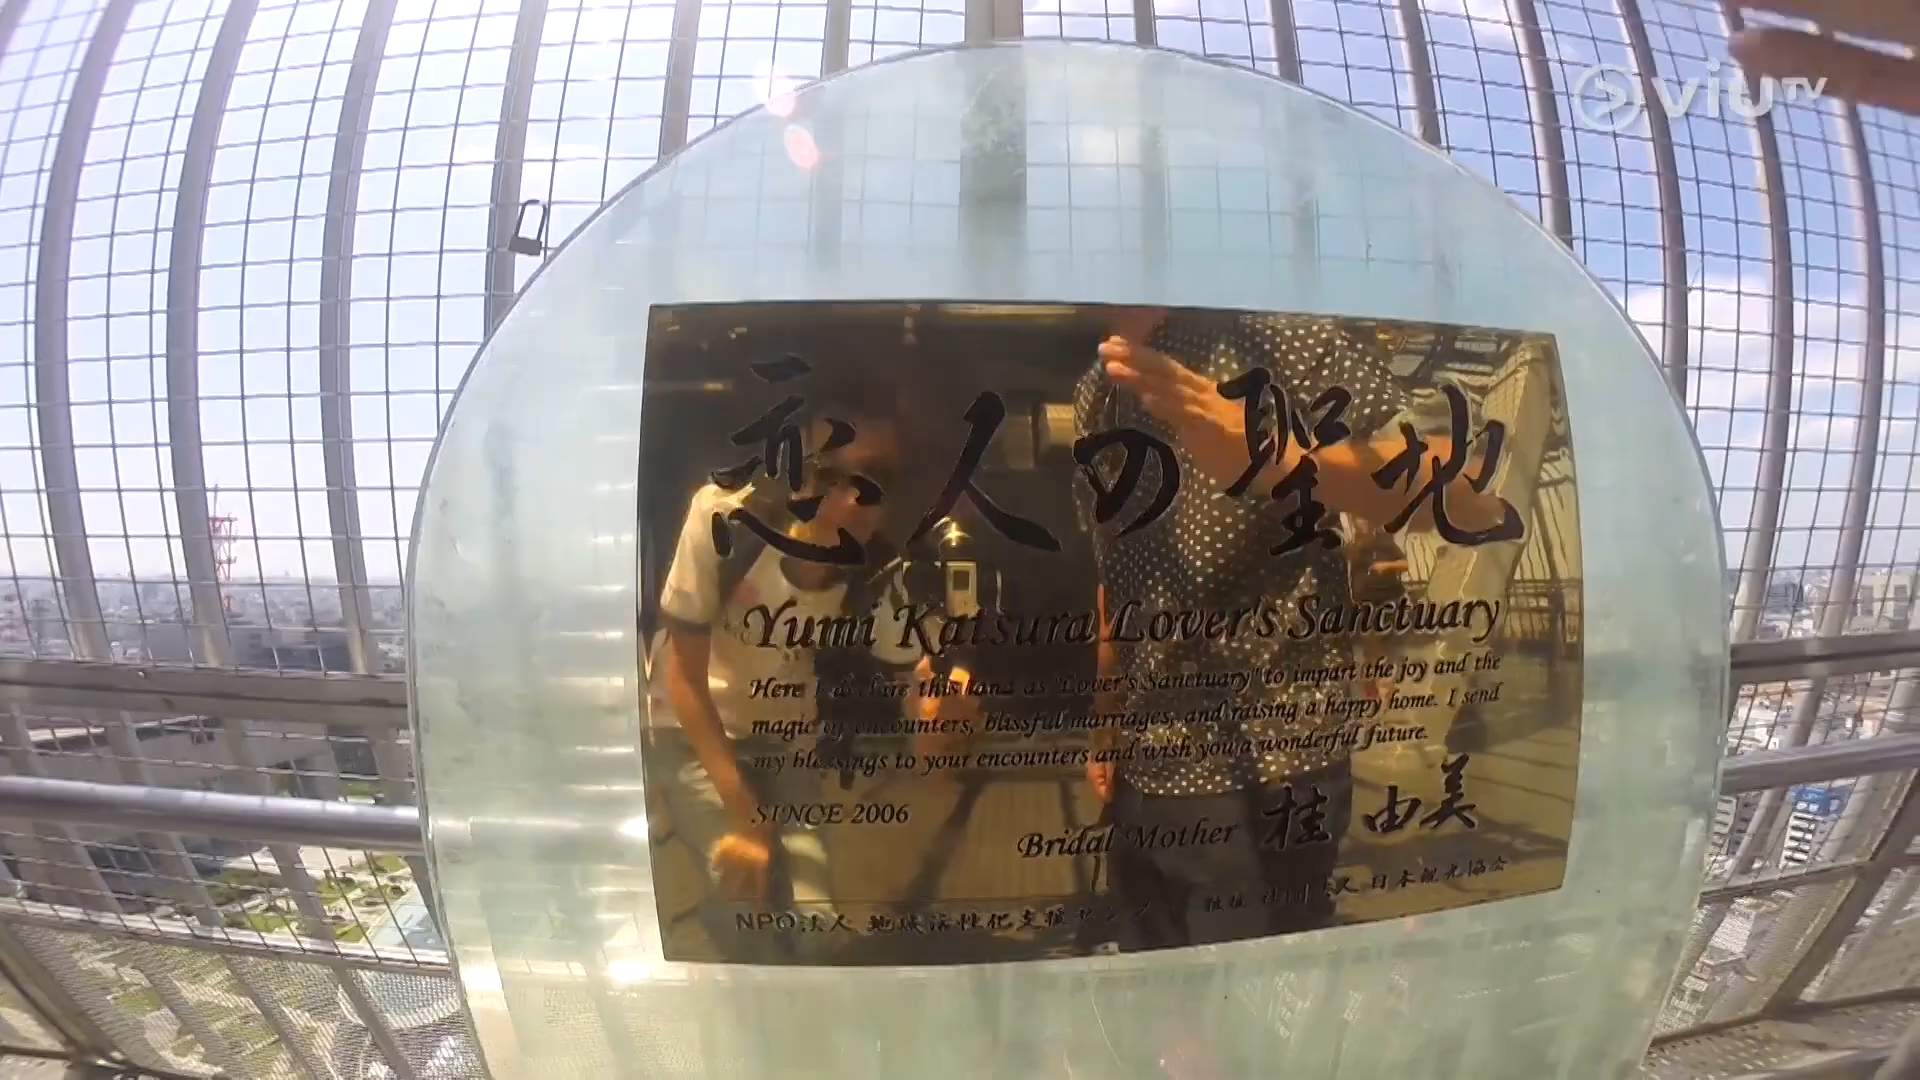 viuTV
恋人の聖地
Yumi Katsura Lover's Sanctuary
Here I declare this land as "Lover's Sanctuary" to impart the joy and the
magic of encounters, blissful marriages, and raising a happy home. I send
my blessings to your encounters and wish you a wonderful future.
SINCE 2006
Bridal Mother 桂 由美
NPO法人 地域活性化支援センター 日本観光協会